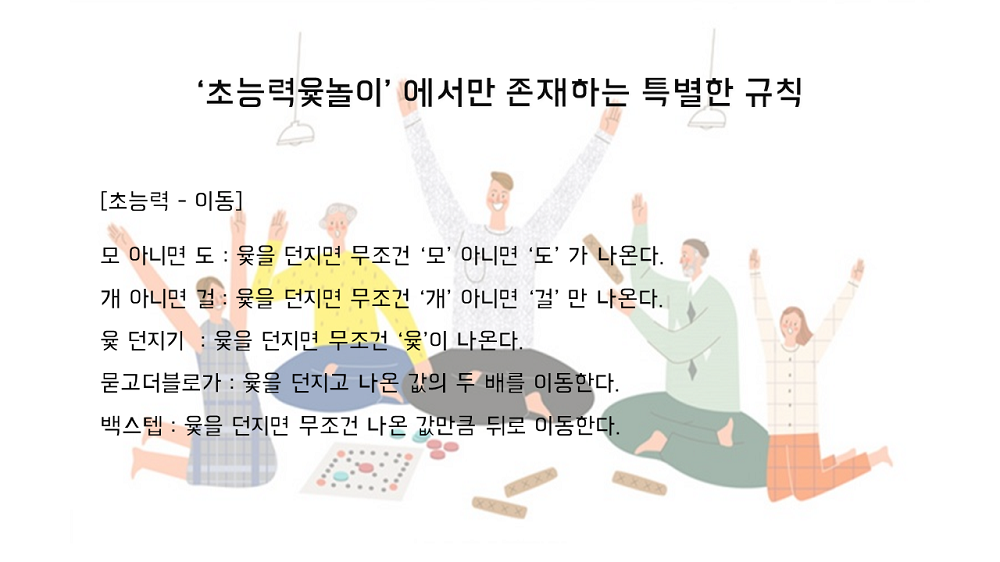 ‘초능력윷놀이’ 에서만 존재하는 특별한 규칙
[초능력 - 이동]
모 아니면 도 : 윷을 던지면 무조건 ‘모’ 아니면 ‘도’ 가 나온다.
개 아니면 걸 : 윷을 던지면 무조건 ‘개’ 아니면 ‘걸’ 만 나온다.
윷 던지기 : 윷을 던지면 무조건 ‘윷’이 나온다.
묻고더블로가 : 윷을 던지고 나온 값의 두 배를 이동한다.
백스텝 : 윷을 던지면 무조건 나온 값만큼 뒤로 이동한다.